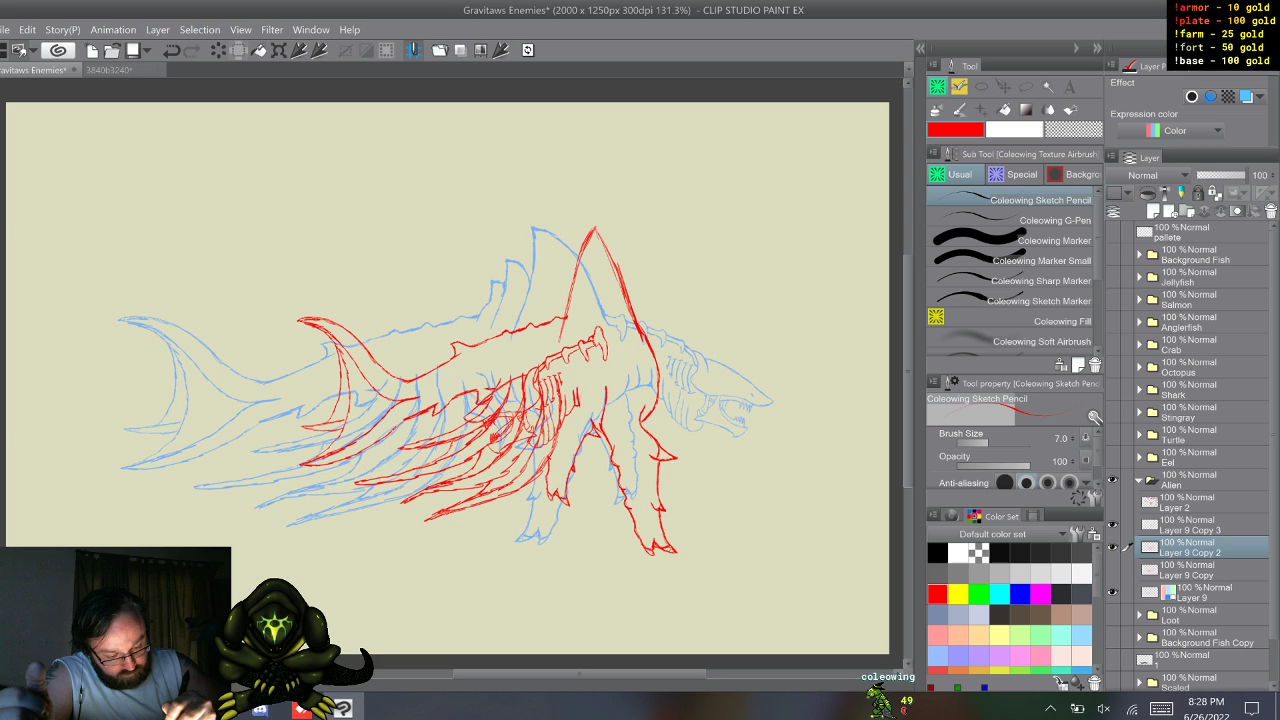 Gravitaws Enemies* (2000 x 1250px 300dpi 131.3%) - CLIP STUDIO PAINT EX
!armor - 10 gold
!plate - 100 gold
!farm - 25 gold
!fort - 50 gold
!base - 100 gold
ile Edit Story(P) Animation Layer Selection View Filter Window Help
ravitaws Enemies* 3840b3240*
Tool
Layer P
Effect
Expression color
Color
Sub Tool [Coleowing Texture Airbrush
Layer
Usual Special Backgro
Normal 100
Coleowing Sketch Pencil
Coleowing G-Pen
Coleowing Marker
Coleowing Marker Small
Coleowing Sharp Marker
Coleowing Sketch Marker
Coleowing Fill
Coleowing Soft Airbrush
Tool property [Coleowing Sketch Penc
Coleowing Sketch Pencil
Brush Size 7.0
Opacity 100
Anti-aliasing
Color Set
Default color set
100 %Normal
pallete
100 %Normal
Background Fish
100 %Normal
Jellyfish
100 %Normal
Salmon
100 %Normal
Anglerfish
100 %Normal
Crab
100 %Normal
Octopus
100 %Normal
Shark
100 %Normal
Stingray
100 %Normal
Turtle
100 %Normal
Eel
100 %Normal
Alien
100 %Normal
Layer 2
100 %Normal
Layer 9 Copy 3
100 %Normal
Layer 9 Copy 2
100 %Normal
Layer 9 Copy
100 %Normal
Layer 9
100 %Normal
Loot
100 %Normal
Background Fish Copy
100 %Normal
1
100 %Normal
Scaled
coleowing
49
8:28 PM
6/26/2022